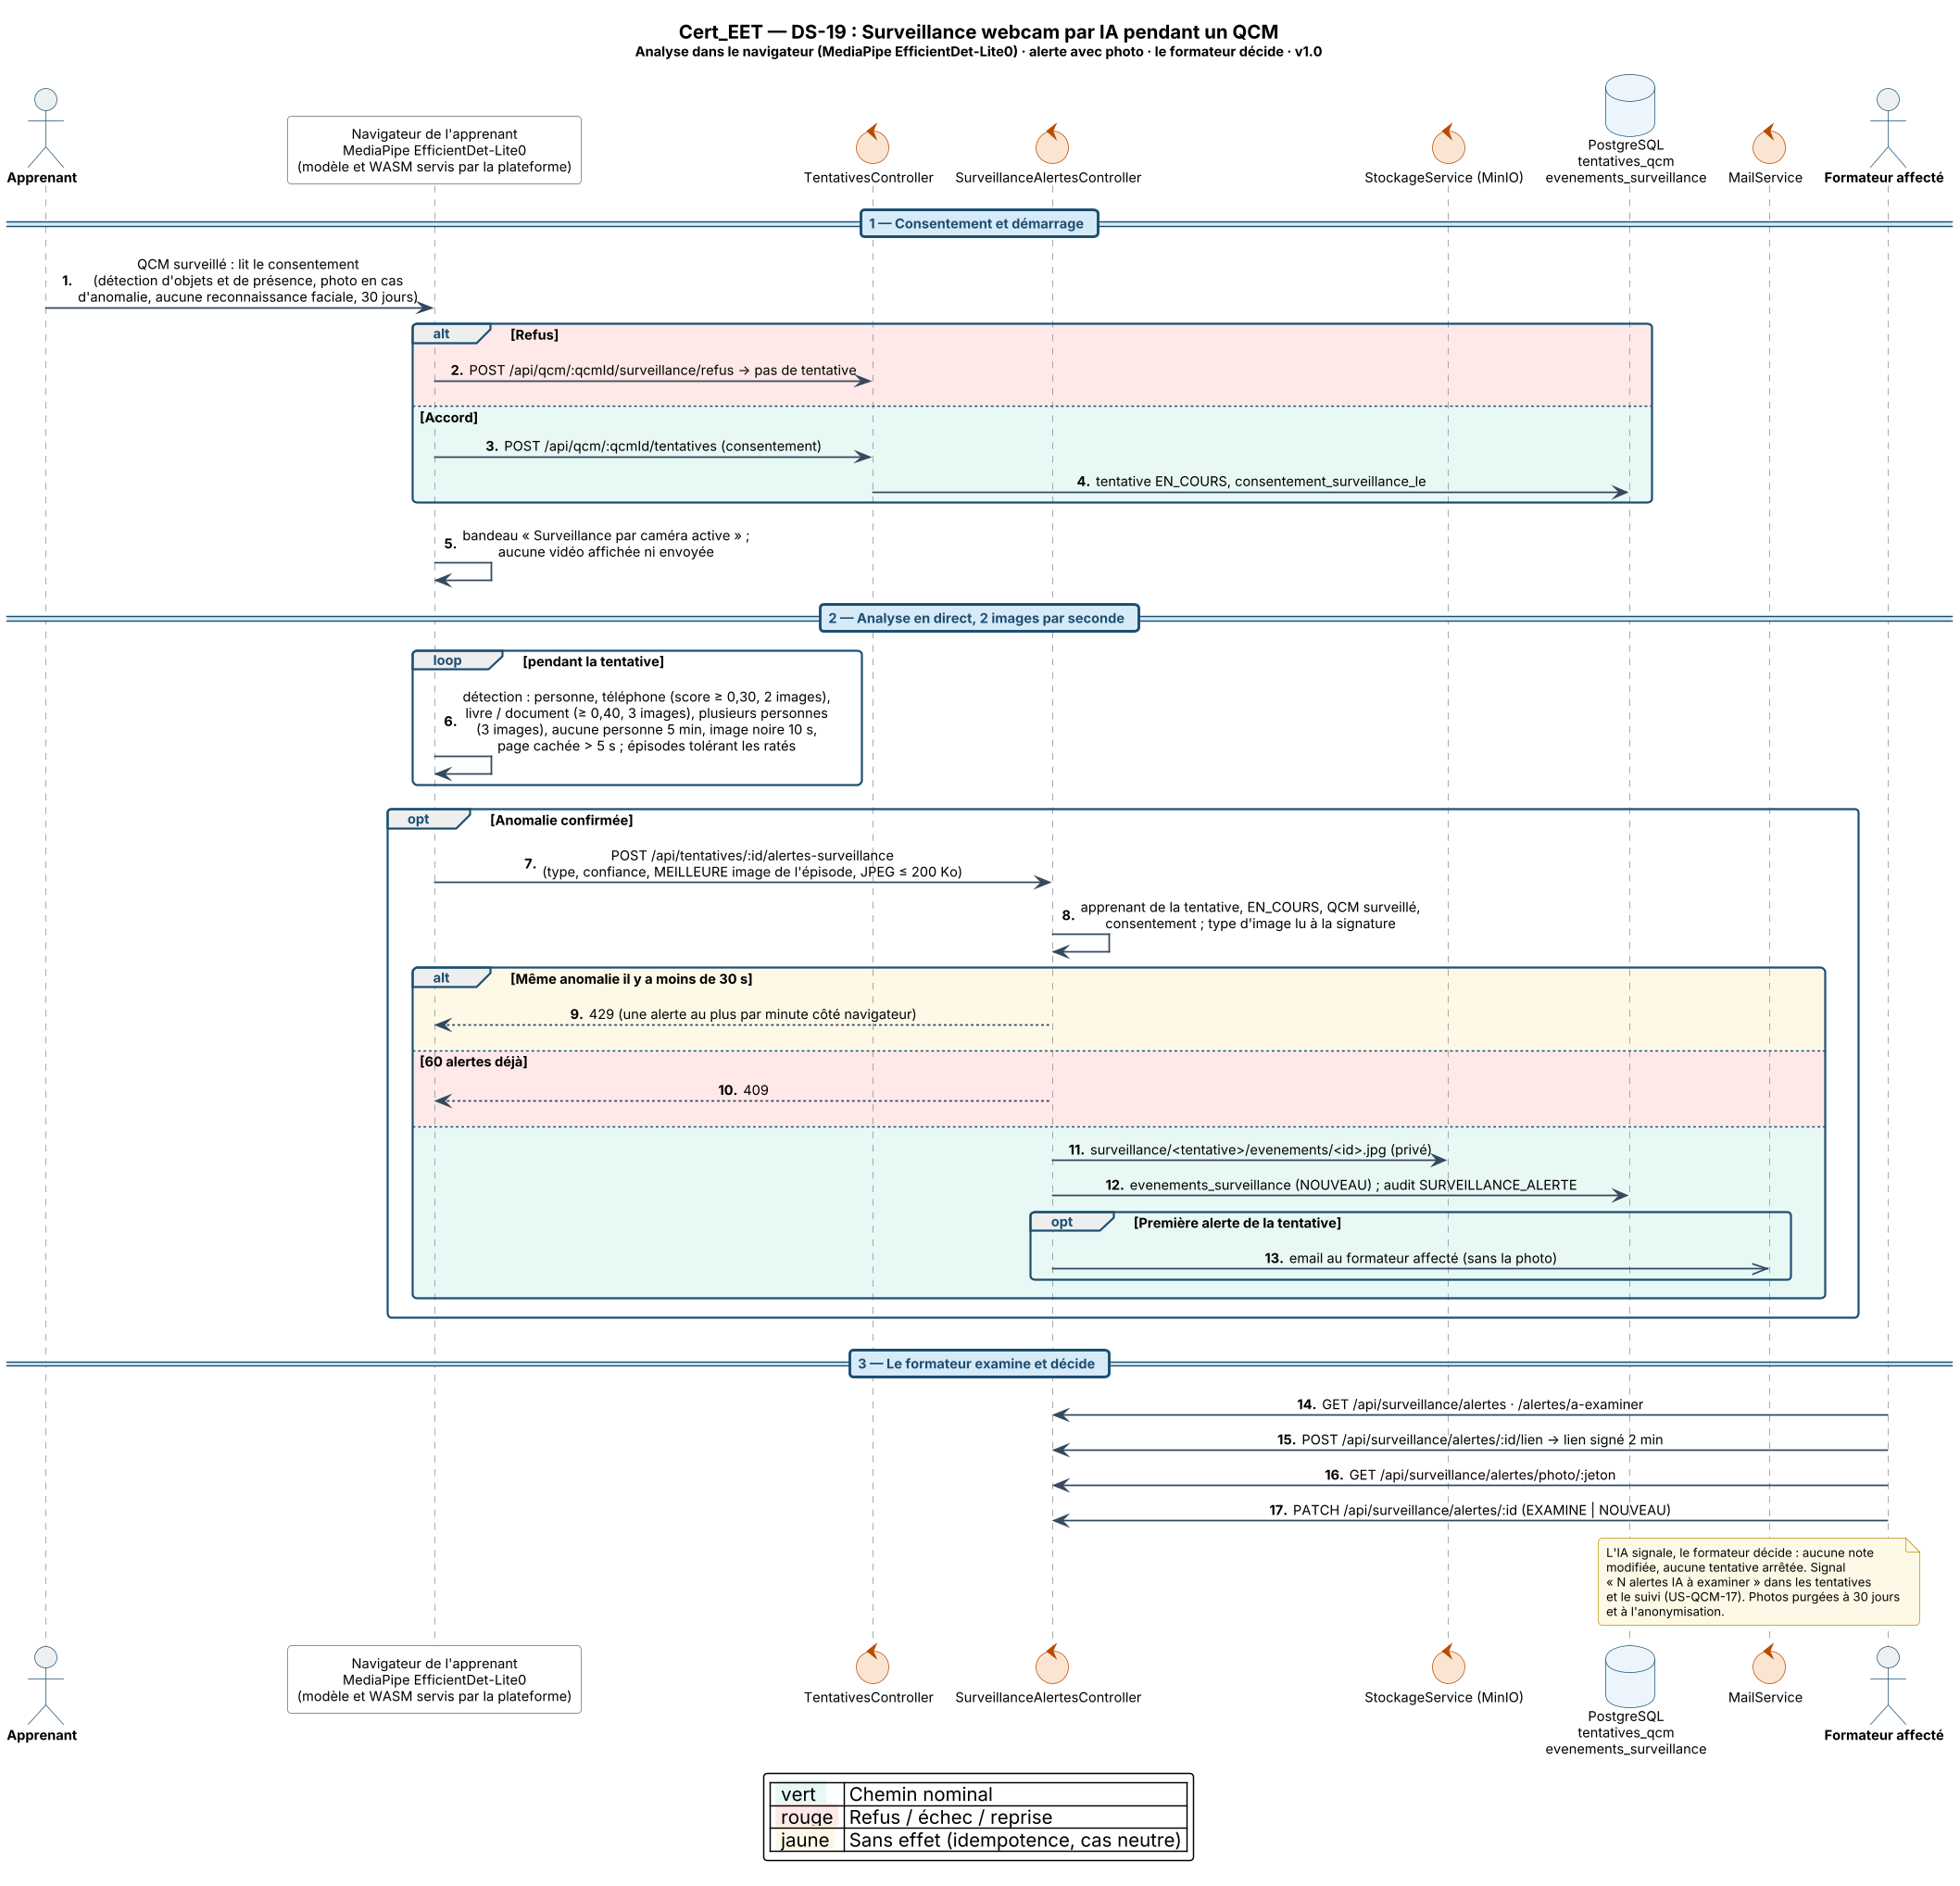 Cert_EET — DS-19 : Surveillance webcam par IA pendant un QCM
Analyse dans le navigateur (MediaPipe EfficientDet-Lite0) · alerte avec photo · le formateur décide · v1.0
Apprenant
Navigateur de l'apprenant
MediaPipe EfficientDet-Lite0
(modèle et WASM servis par la plateforme)
TentativesController
SurveillanceAlertesController
StockageService (MinIO)
PostgreSQL
tentatives_qcm
evenements_surveillance
MailService
Formateur affecté
1 — Consentement et démarrage
1. QCM surveillé : lit le consentement
(détection d'objets et de présence, photo en cas
d'anomalie, aucune reconnaissance faciale, 30 jours)
alt [Refus]
2. POST /api/qcm/:qcmId/surveillance/refus → pas de tentative
[Accord]
3. POST /api/qcm/:qcmId/tentatives (consentement)
4. tentative EN_COURS, consentement_surveillance_le
5. bandeau « Surveillance par caméra active » ;
aucune vidéo affichée ni envoyée
2 — Analyse en direct, 2 images par seconde
loop [pendant la tentative]
6. détection : personne, téléphone (score ≥ 0,30, 2 images),
livre / document (≥ 0,40, 3 images), plusieurs personnes
(3 images), aucune personne 5 min, image noire 10 s,
page cachée > 5 s ; épisodes tolérant les ratés
opt [Anomalie confirmée]
7. POST /api/tentatives/:id/alertes-surveillance
(type, confiance, MEILLEURE image de l'épisode, JPEG ≤ 200 Ko)
8. apprenant de la tentative, EN_COURS, QCM surveillé,
consentement ; type d'image lu à la signature
alt [Même anomalie il y a moins de 30 s]
9. 429 (une alerte au plus par minute côté navigateur)
[60 alertes déjà]
10. 409
11. surveillance/<tentative>/evenements/<id>.jpg (privé)
12. evenements_surveillance (NOUVEAU) ; audit SURVEILLANCE_ALERTE
opt [Première alerte de la tentative]
13. email au formateur affecté (sans la photo)
3 — Le formateur examine et décide
14. GET /api/surveillance/alertes · /alertes/a-examiner
15. POST /api/surveillance/alertes/:id/lien → lien signé 2 min
16. GET /api/surveillance/alertes/photo/:jeton
17. PATCH /api/surveillance/alertes/:id (EXAMINE | NOUVEAU)
L'IA signale, le formateur décide : aucune note
modifiée, aucune tentative arrêtée. Signal
« N alertes IA à examiner » dans les tentatives
et le suivi (US-QCM-17). Photos purgées à 30 jours
et à l'anonymisation.
Apprenant
Navigateur de l'apprenant
MediaPipe EfficientDet-Lite0
(modèle et WASM servis par la plateforme)
TentativesController
SurveillanceAlertesController
StockageService (MinIO)
PostgreSQL
tentatives_qcm
evenements_surveillance
MailService
Formateur affecté
vert Chemin nominal
rouge Refus / échec / reprise
jaune Sans effet (idempotence, cas neutre)